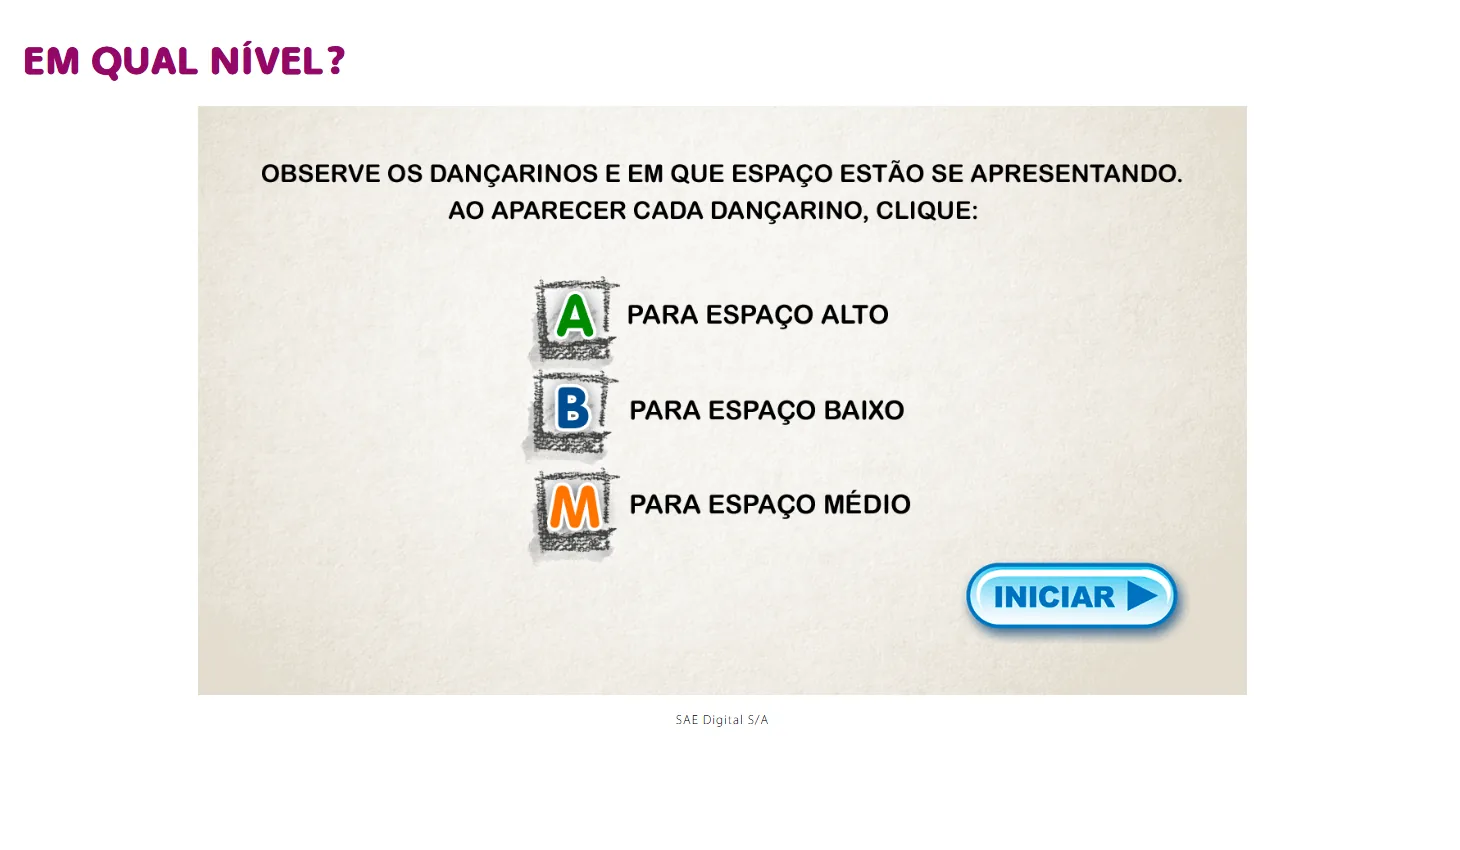 EM QUAL NÍVEL?
OBSERVE OS DANÇARINOS E EM QUE ESPAÇO ESTÃO SE APRESENTANDO.
AO APARECER CADA DANÇARINO, CLIQUE:
A PARA ESPAÇO ALTO
B PARA ESPAÇO BAIXO
M PARA ESPAÇO MÉDIO
INICIAR
SAE Digital S/A